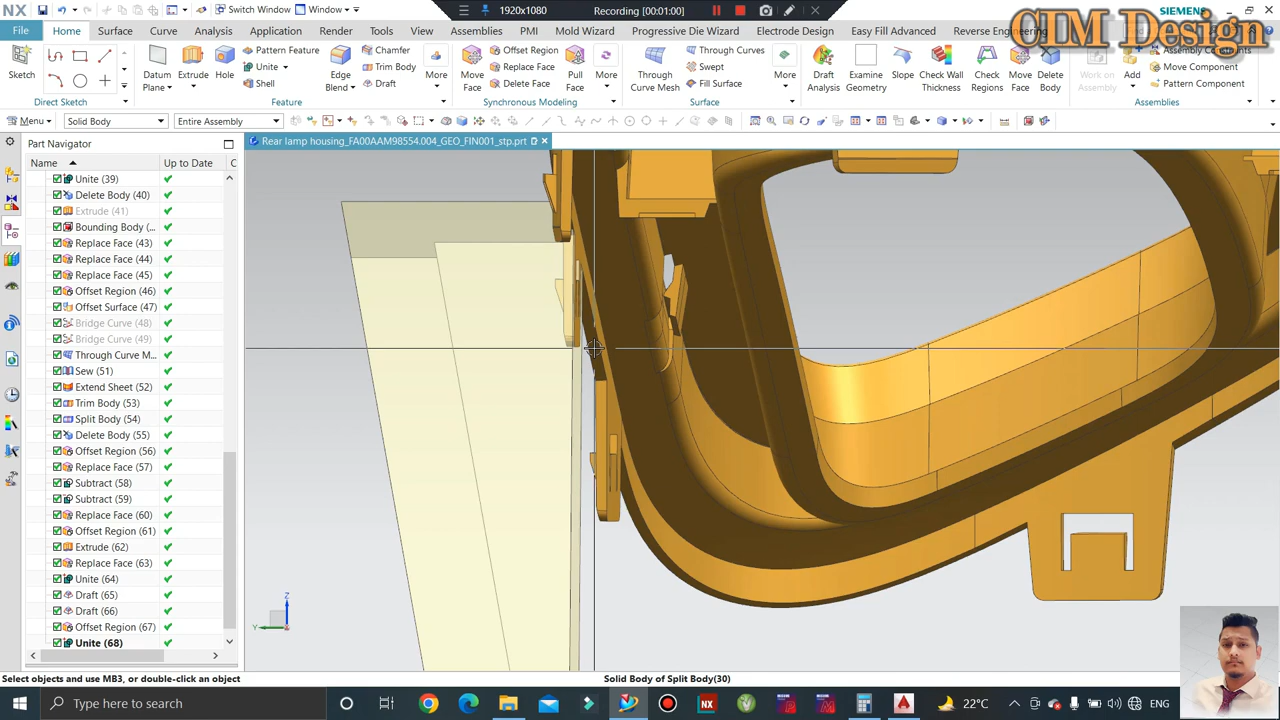 NX
Switch Window
Window
1920x1080
Recording [00:01:00]
SIEMENS
CIM Design
File
Home
Surface
Curve
Analysis
Application
Render
Tools
View
Assemblies
PMI
Mold Wizard
Progressive Die Wizard
Electrode Design
Easy Fill Advanced
Reverse Engineering
Sketch
Datum
Plane
Extrude
Hole
Pattern Feature
Unite
Shell
Edge
Blend
Chamfer
Trim Body
Draft
More
Move
Face
Offset Region
Replace Face
Delete Face
Pull
Face
More
Through
Curve Mesh
Through Curves
Swept
Fill Surface
More
Draft
Analysis
Examine
Geometry
Slope
Check Wall
Thickness
Check
Regions
Move
Face
Delete
Body
Work on
Assembly
Add
Assembly Constraints
Move Component
Pattern Component
Direct Sketch
Feature
Synchronous Modeling
Surface
Assemblies
Menu
Solid Body
Entire Assembly
Part Navigator
Rear lamp housing_FA00AAM98554.004_GEO_FIN001_stp.prt
Name
Up to Date
C
Unite (39)
Delete Body (40)
Extrude (41)
Bounding Body (...
Replace Face (43)
Replace Face (44)
Replace Face (45)
Offset Region (46)
Offset Surface (47)
Bridge Curve (48)
Bridge Curve (49)
Through Curve M...
Sew (51)
Extend Sheet (52)
Trim Body (53)
Split Body (54)
Delete Body (55)
Offset Region (56)
Replace Face (57)
Subtract (58)
Subtract (59)
Replace Face (60)
Offset Region (61)
Extrude (62)
Replace Face (63)
Unite (64)
Draft (65)
Draft (66)
Offset Region (67)
Unite (68)
Z
Y
Select objects and use MB3, or double-click an object
Solid Body of Split Body(30)
Type here to search
NX
22°C
ENG